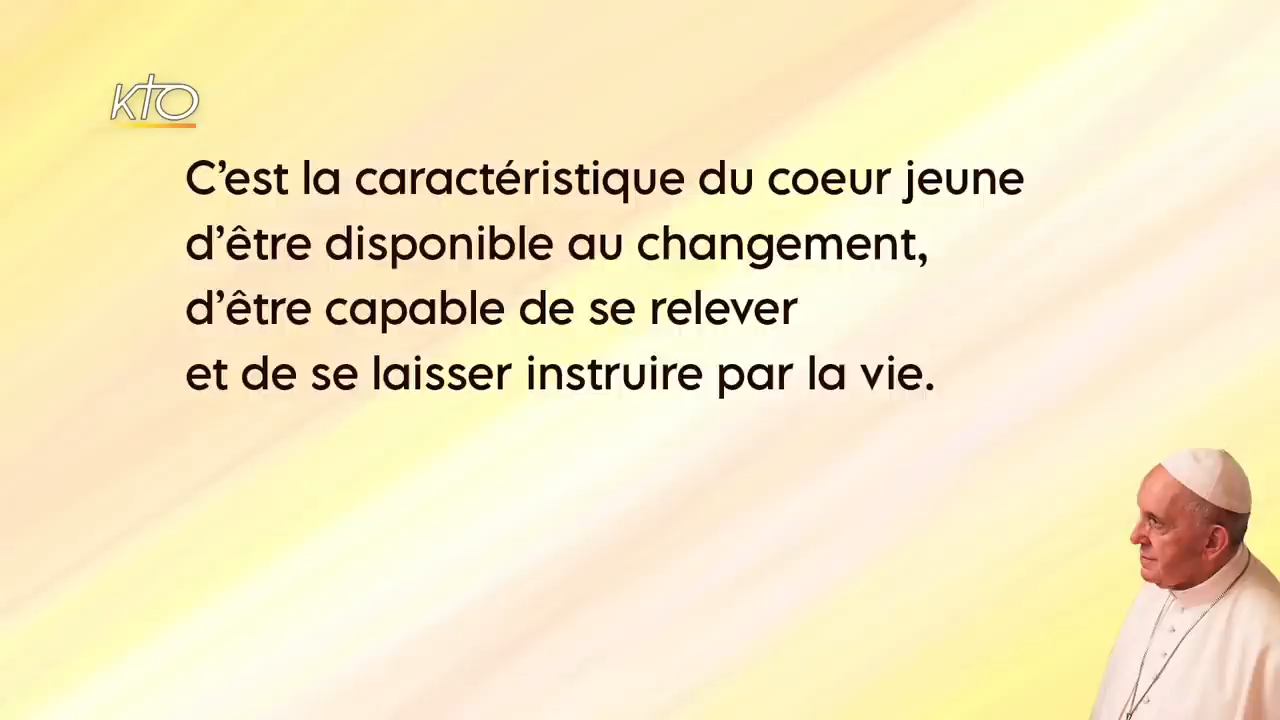 KTO
C’est la caractéristique du coeur jeune
d’être disponible au changement,
d’être capable de se relever
et de se laisser instruire par la vie.